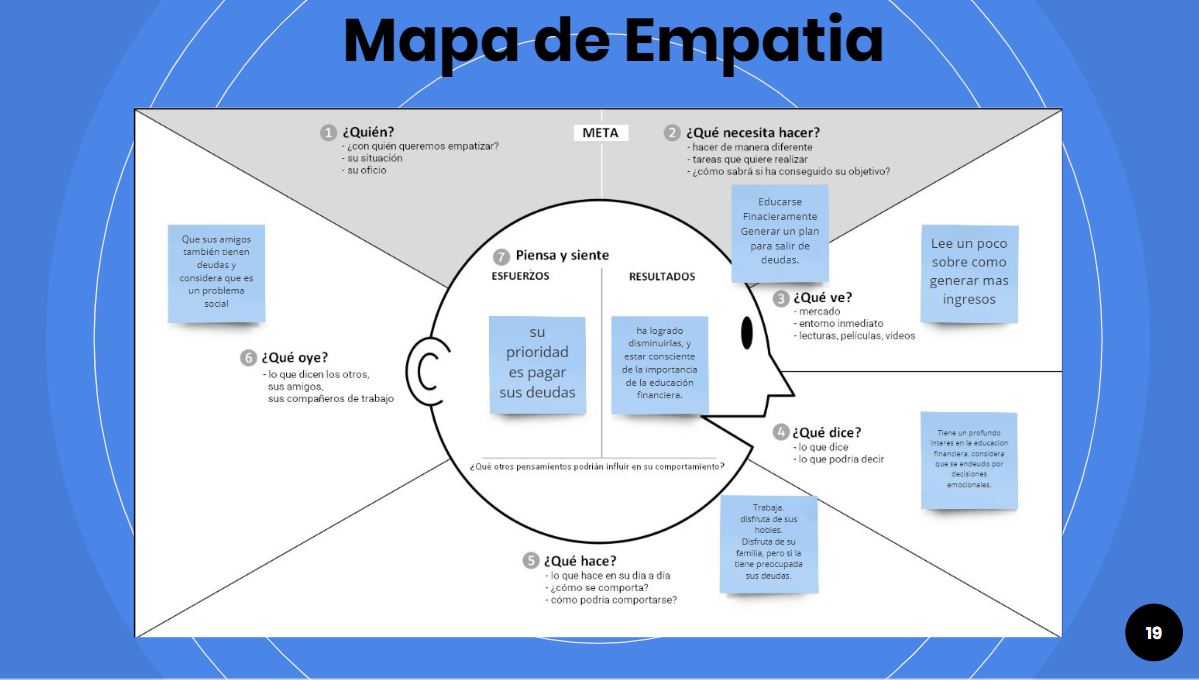 Mapa de Empatia
1 ¿Quién?
- ¿con quién queremos empatizar?
- su situación
- su oficio
META
2 ¿Qué necesita hacer?
- hacer de manera diferente
- tareas que quiere realizar
- ¿cómo sabrá si ha conseguido su objetivo?
Educarse
Finacieramente
Generar un plan
para salir de
deudas.
3 ¿Qué ve?
- mercado
- entorno inmediato
- lecturas, películas, vídeos
Lee un poco
sobre como
generar mas
ingresos
4 ¿Qué dice?
- lo que dice
- lo que podría decir
Tiene un profundo
interes en la educacion
financiera. considera
que se endeudo por
decisiones
emocionales.
5 ¿Qué hace?
- lo que hace en su día a día
- ¿cómo se comporta?
- cómo podría comportarse?
Trabaja.
disfruta de sus
hobies.
Disfruta de su
familia, pero si la
tiene preocupada
sus deudas.
Que sus amigos
también tienen
deudas y
considera que es
un problema
social
6 ¿Qué oye?
- lo que dicen los otros,
sus amigos,
sus compañeros de trabajo
7 Piensa y siente
ESFUERZOS
RESULTADOS
su
prioridad
es pagar
sus deudas
ha logrado
disminuirlas, y
estar consciente
de la importancia
de la educación
financiera.
¿Qué otros pensamientos podrián influir en su comportamiento?
19